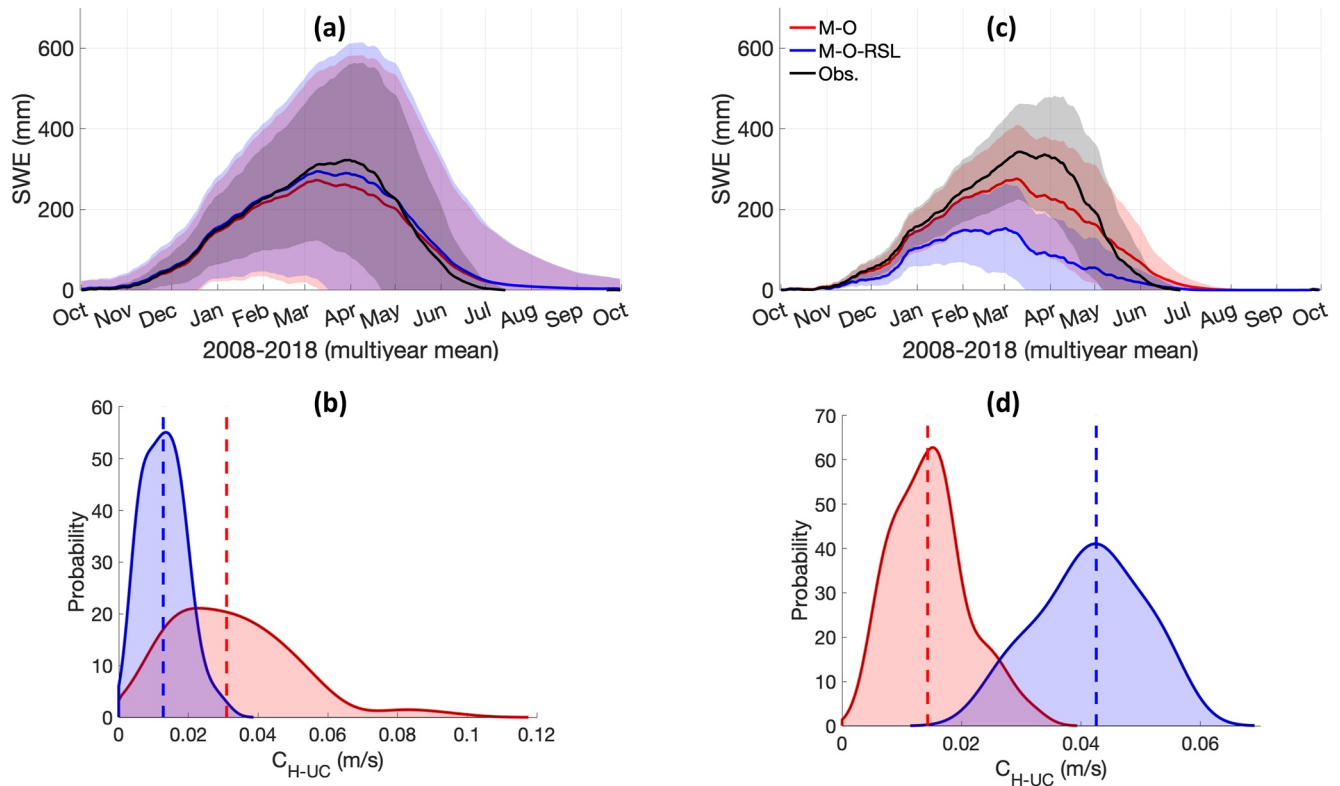 (a)
600
400
200
0
SWE (mm)
Oct Nov Dec Jan Feb Mar Apr May Jun Jul Aug Sep Oct
2008-2018 (multiyear mean)
(c)
M-O
M-O-RSL
Obs.
600
400
200
0
SWE (mm)
Oct Nov Dec Jan Feb Mar Apr May Jun Jul Aug Sep Oct
2008-2018 (multiyear mean)
(b)
60
50
40
30
20
10
0
Probability
0 0.02 0.04 0.06 0.08 0.1 0.12
C_H-UC (m/s)
(d)
70
60
50
40
30
20
10
0
Probability
0 0.02 0.04 0.06
C_H-UC (m/s)